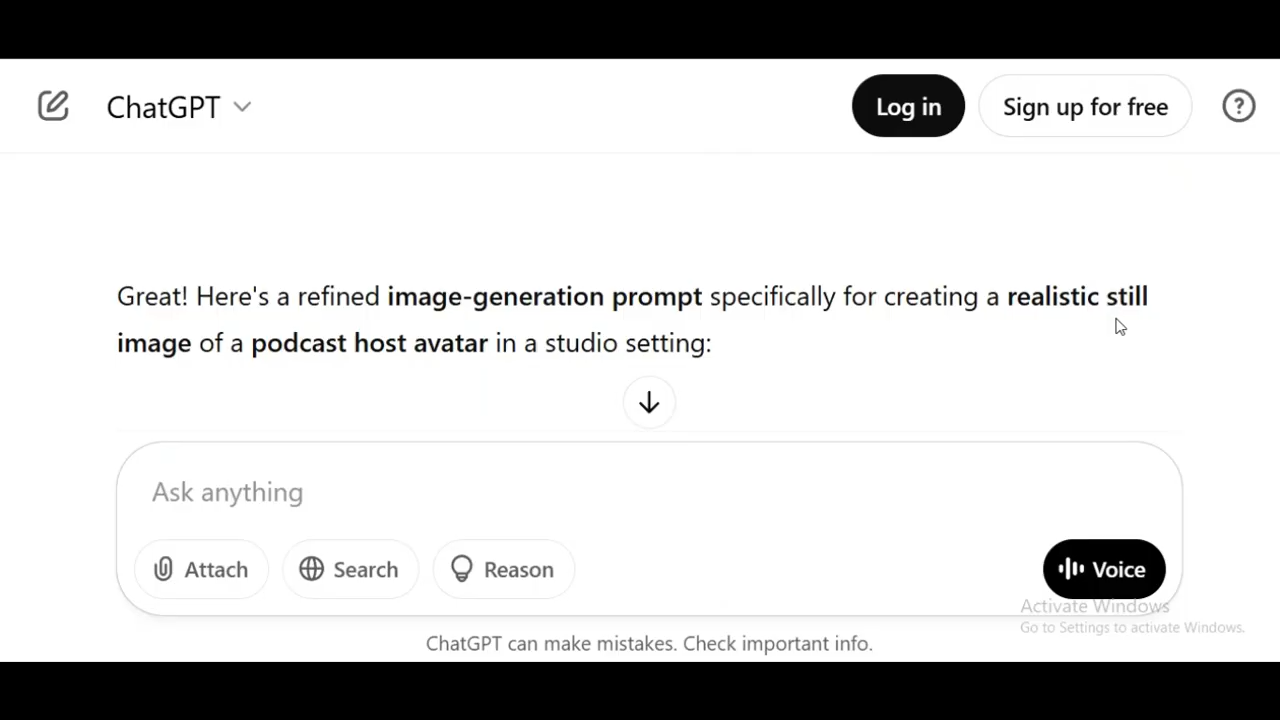 ChatGPT
Log in
Sign up for free
Great! Here's a refined image-generation prompt specifically for creating a realistic still
image of a podcast host avatar in a studio setting:
Ask anything
Attach
Search
Reason
Voice
Activate Windows
Go to Settings to activate Windows.
ChatGPT can make mistakes. Check important info.